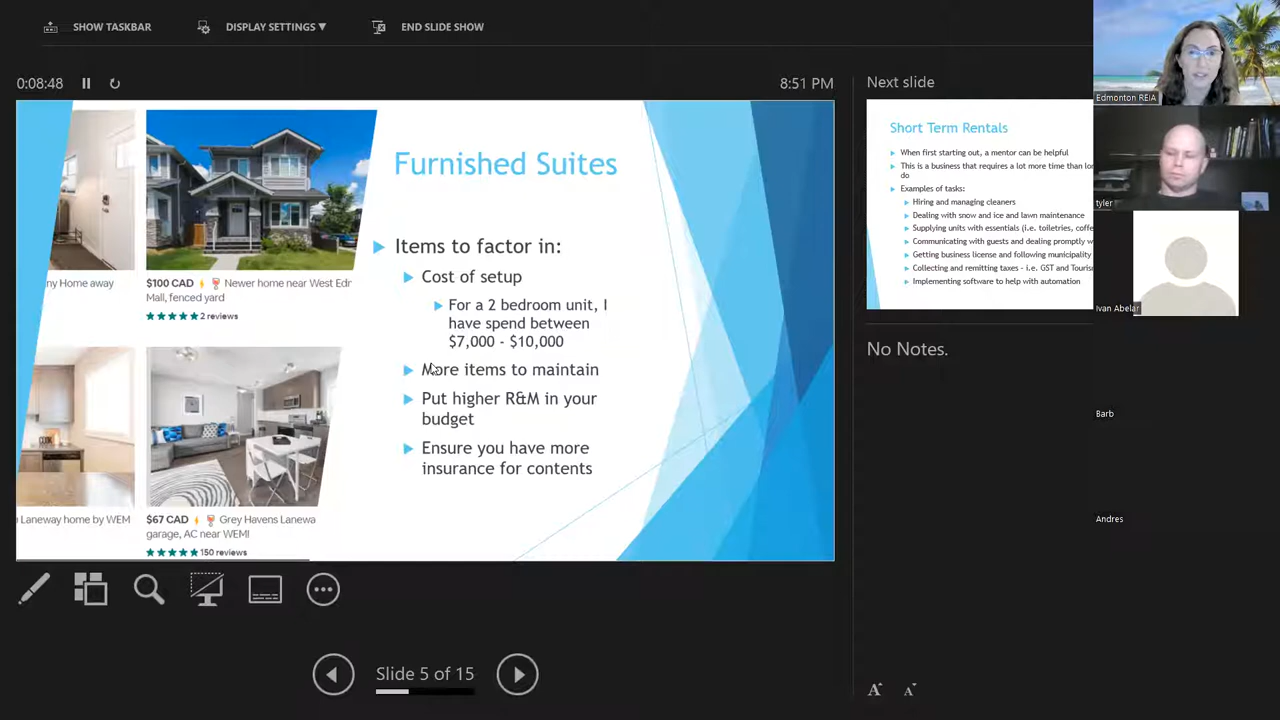 SHOW TASKBAR
DISPLAY SETTINGS ▼
END SLIDE SHOW
0:08:48
8:51 PM
Furnished Suites
Items to factor in:
Cost of setup
For a 2 bedroom unit, I
have spend between
$7,000 - $10,000
More items to maintain
Put higher R&M in your
budget
Ensure you have more
insurance for contents
ny Home away
$100 CAD Newer home near West Edr
Mall, fenced yard
2 reviews
n Laneway home by WEM
$67 CAD Grey Havens Lanewa
garage, AC near WEM!
150 reviews
Slide 5 of 15
Next slide
Short Term Rentals
When first starting out, a mentor can be helpful
This is a business that requires a lot more time than lo
do
Examples of tasks:
Hiring and managing cleaners
Dealing with snow and ice and lawn maintenance
Supplying units with essentials (i.e. toiletries, coffe
Communicating with guests and dealing promptly w
Getting business license and following municipality
Collecting and remitting taxes - i.e. GST and Touris
Implementing software to help with automation
No Notes.
A A
Edmonton REIA
tyler
Ivan Abelar
Barb
Andres